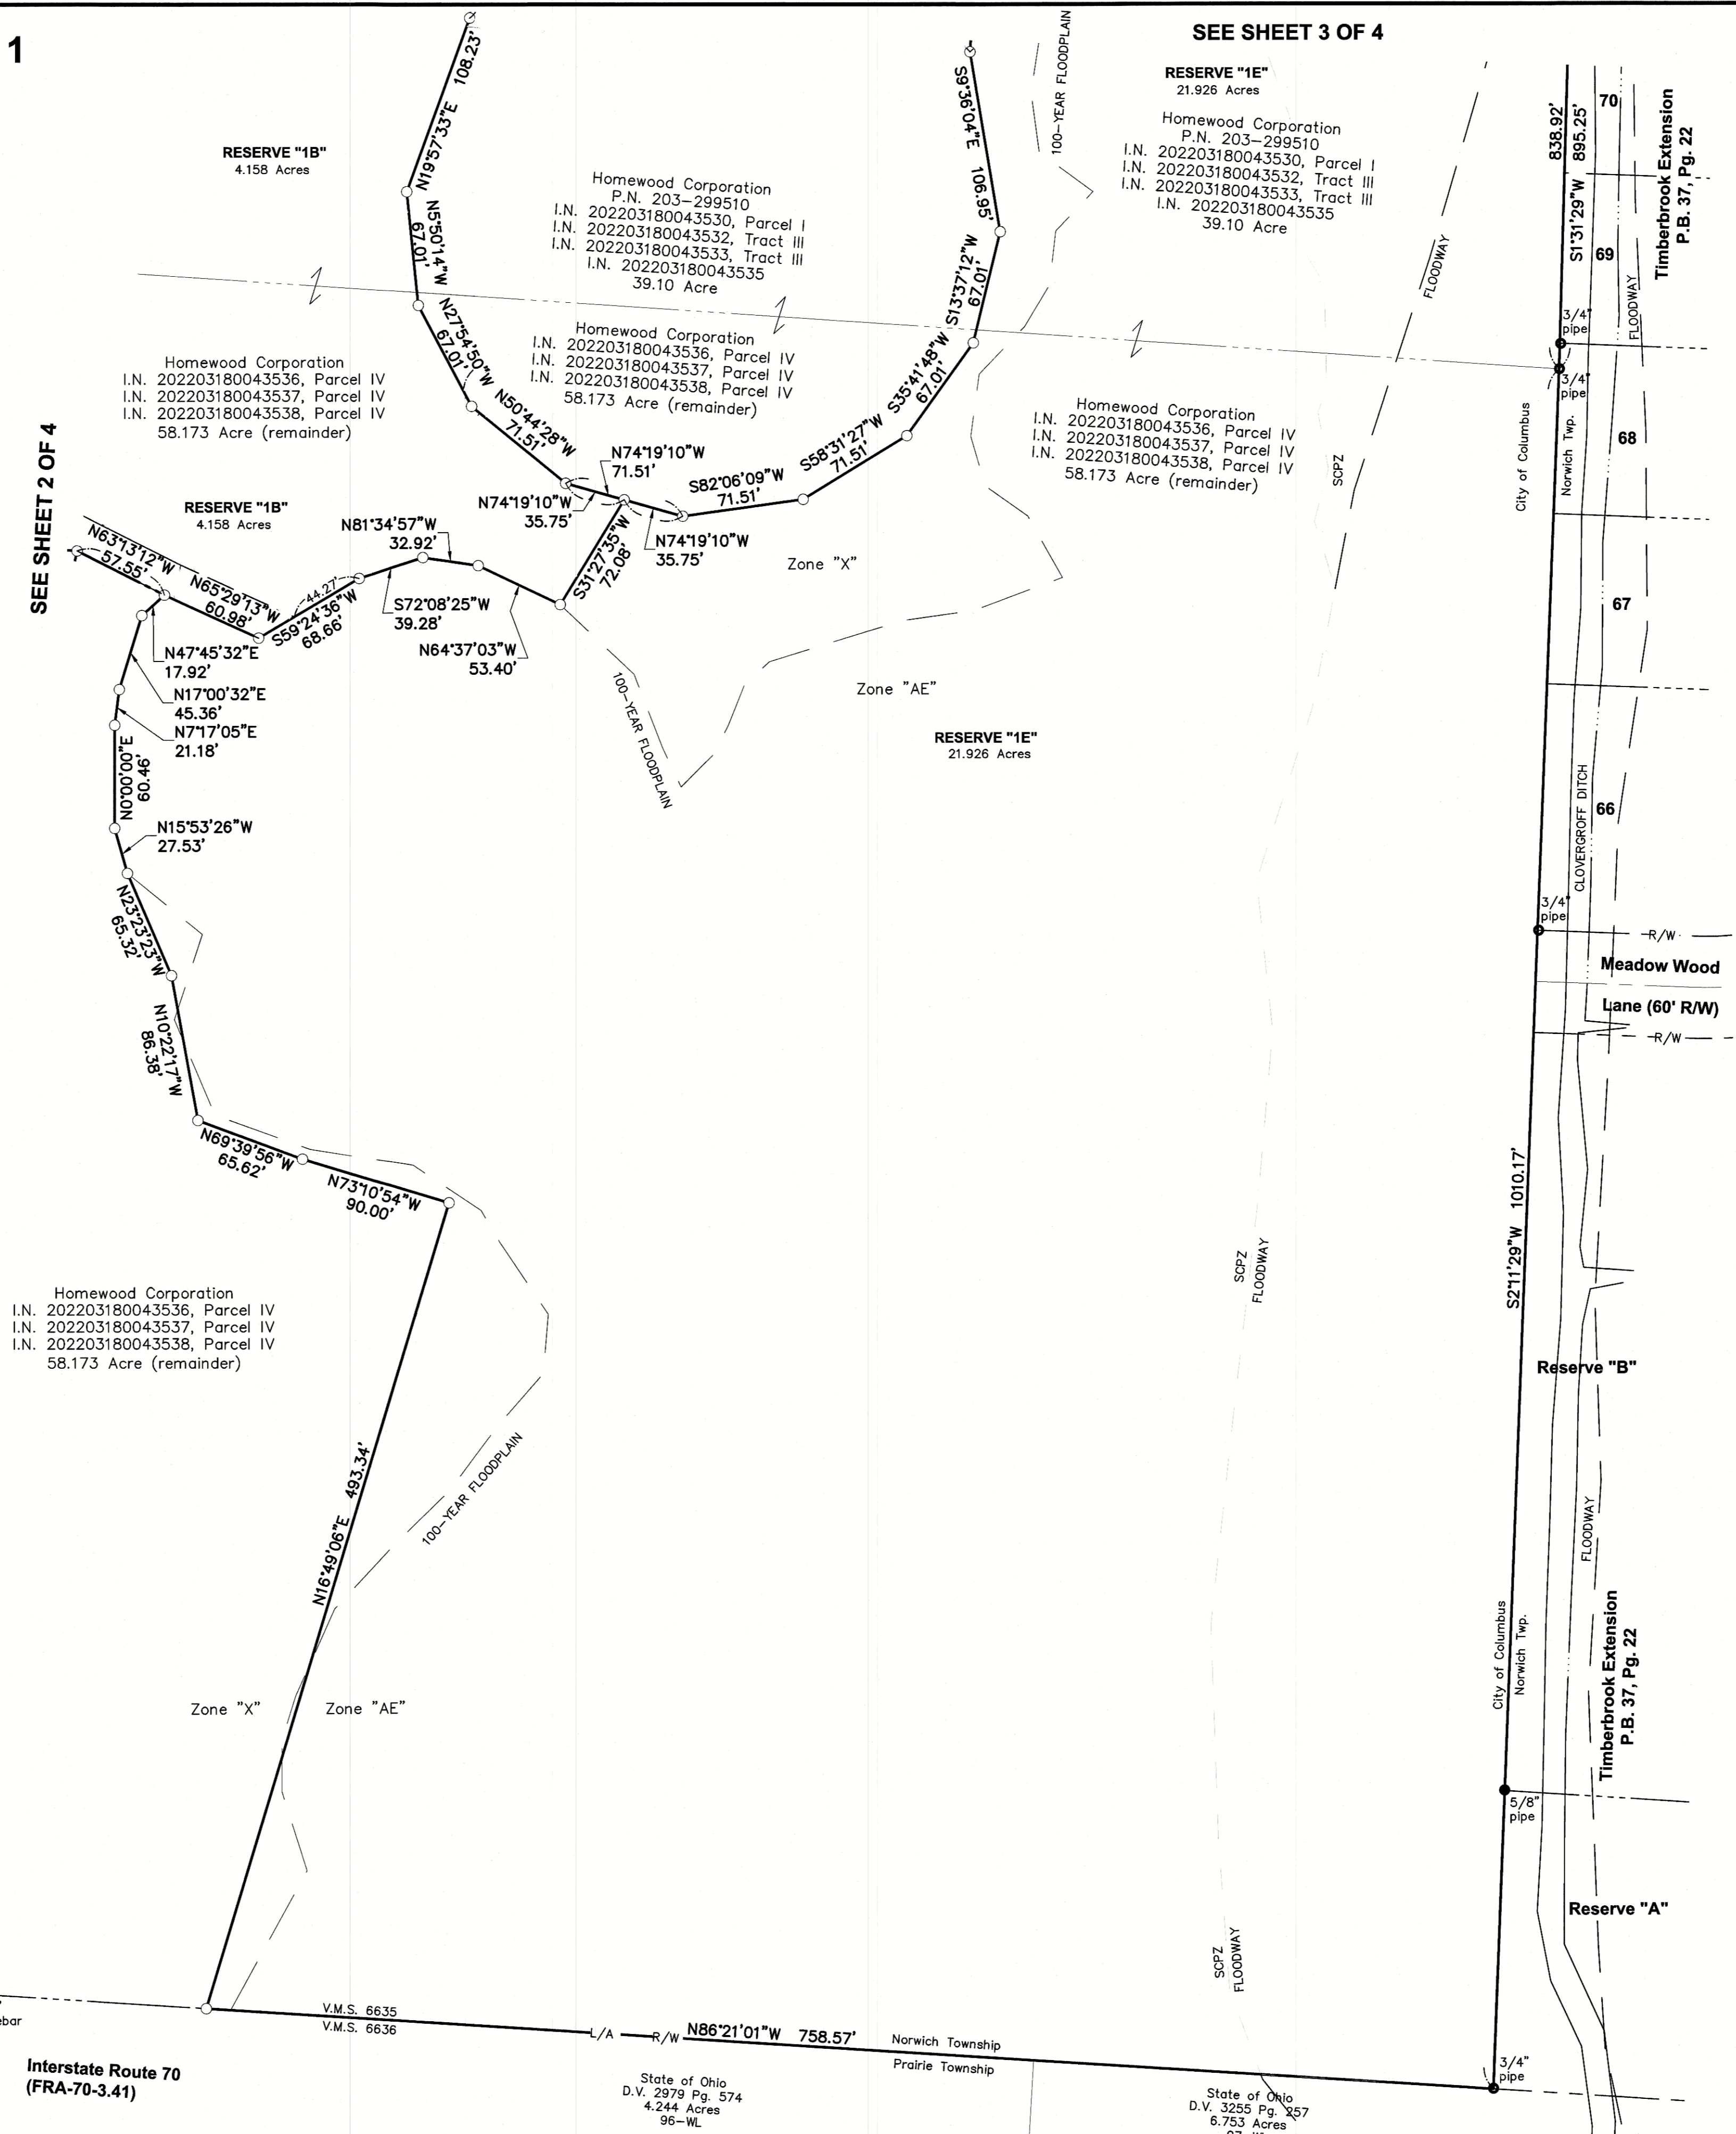 1
SEE SHEET 3 OF 4
SEE SHEET 2 OF 4
N19°57'33"E 108.23'
RESERVE "1B"
4.158 Acres
N5°50'14"W
67.01'
Homewood Corporation
P.N. 203-299510
I.N. 202203180043530, Parcel I
I.N. 202203180043532, Tract III
I.N. 202203180043533, Tract III
I.N. 202203180043535
39.10 Acre
S9°36'04"E 106.95'
100-YEAR FLOODPLAIN
RESERVE "1E"
21.926 Acres
Homewood Corporation
P.N. 203-299510
I.N. 202203180043530, Parcel I
I.N. 202203180043532, Tract III
I.N. 202203180043533, Tract III
I.N. 202203180043535
39.10 Acre
FLOODWAY
838.92'
895.25'
S1°31'29"W
70
69
FLOODWAY
Timberbrook Extension
P.B. 37, Pg. 22
3/4"
pipe
3/4"
pipe
N27°54'50"W
67.01'
S13°37'12"W
67.01'
Homewood Corporation
I.N. 202203180043536, Parcel IV
I.N. 202203180043537, Parcel IV
I.N. 202203180043538, Parcel IV
58.173 Acre (remainder)
Homewood Corporation
I.N. 202203180043536, Parcel IV
I.N. 202203180043537, Parcel IV
I.N. 202203180043538, Parcel IV
58.173 Acre (remainder)
Homewood Corporation
I.N. 202203180043536, Parcel IV
I.N. 202203180043537, Parcel IV
I.N. 202203180043538, Parcel IV
58.173 Acre (remainder)
N50°44'28"W
71.51'
N74°19'10"W
71.51'
N74°19'10"W
35.75'
N74°19'10"W
35.75'
S82°06'09"W
71.51'
S58°31'27"W
71.51'
S35°41'48"W
67.01'
S31°27'35"W
72.08'
SCPZ
City of Columbus
Norwich Twp.
68
67
66
RESERVE "1B"
4.158 Acres
N81°34'57"W
32.92'
N63°13'12"W
57.55'
N65°29'13"W
60.98'
44.27'
S59°24'36"W
68.66'
S72°08'25"W
39.28'
N64°37'03"W
53.40'
Zone "X"
Zone "AE"
100-YEAR FLOODPLAIN
RESERVE "1E"
21.926 Acres
N47°45'32"E
17.92'
N17°00'32"E
45.36'
N7°17'05"E
21.18'
N0°00'00"E
60.46'
N15°53'26"W
27.53'
N23°23'23"W
65.32'
N10°22'17"W
86.38'
N69°39'56"W
65.62'
N73°10'54"W
90.00'
CLOVERGROFF DITCH
3/4"
pipe
R/W
Meadow Wood
Lane (60' R/W)
R/W
S2°11'29"W 1010.17'
SCPZ
FLOODWAY
Homewood Corporation
I.N. 202203180043536, Parcel IV
I.N. 202203180043537, Parcel IV
I.N. 202203180043538, Parcel IV
58.173 Acre (remainder)
Reserve "B"
N16°49'06"E 493.34'
100-YEAR FLOODPLAIN
FLOODWAY
Zone "X"
Zone "AE"
City of Columbus
Norwich Twp.
Timberbrook Extension
P.B. 37, Pg. 22
5/8"
pipe
Reserve "A"
SCPZ
FLOODWAY
ebar
V.M.S. 6635
V.M.S. 6636
L/A
R/W
N86°21'01"W 758.57'
Norwich Township
Prairie Township
3/4"
pipe
Interstate Route 70
(FRA-70-3.41)
State of Ohio
D.V. 2979 Pg. 574
4.244 Acres
96-WL
State of Ohio
D.V. 3255 Pg. 257
6.753 Acres